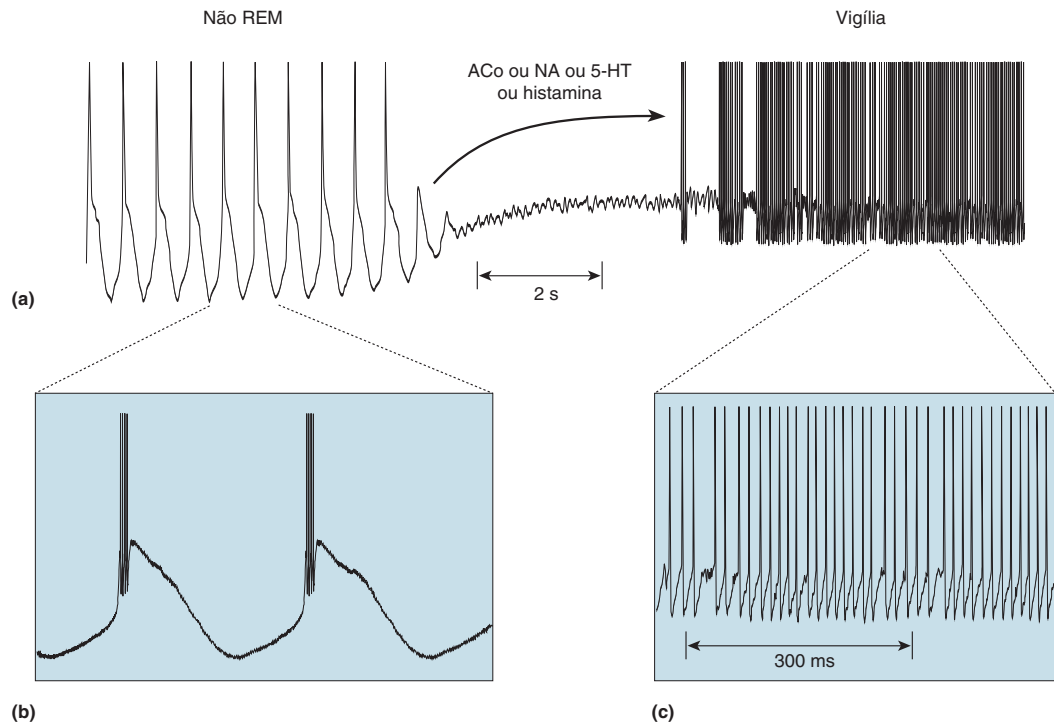 Não REM
Vigília
ACo ou NA ou 5-HT
ou histamina
2 s
(a)
300 ms
(b)
(c)